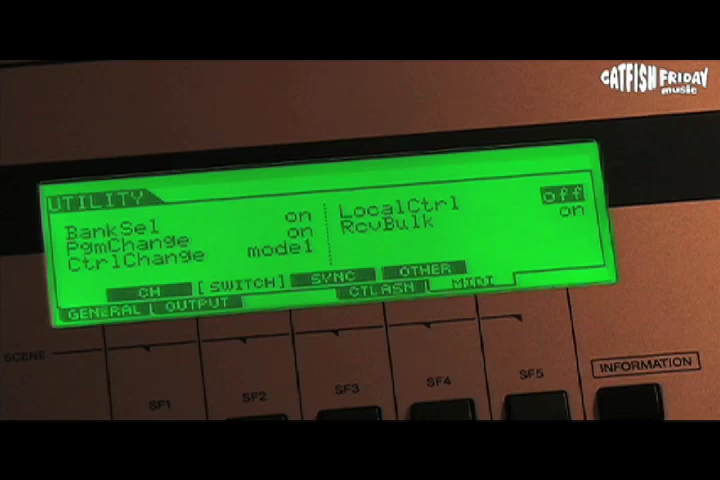 CATFISH FRIDAY
music
UTILITY
BankSel on
PgmChange on
CtrlChange mode1
LocalCtrl off
RcvBulk on
CH [SWITCH] SYNC OTHER
GENERAL OUTPUT CTLASN MIDI
SCENE
SF1 SF2 SF3 SF4 SF5
INFORMATION